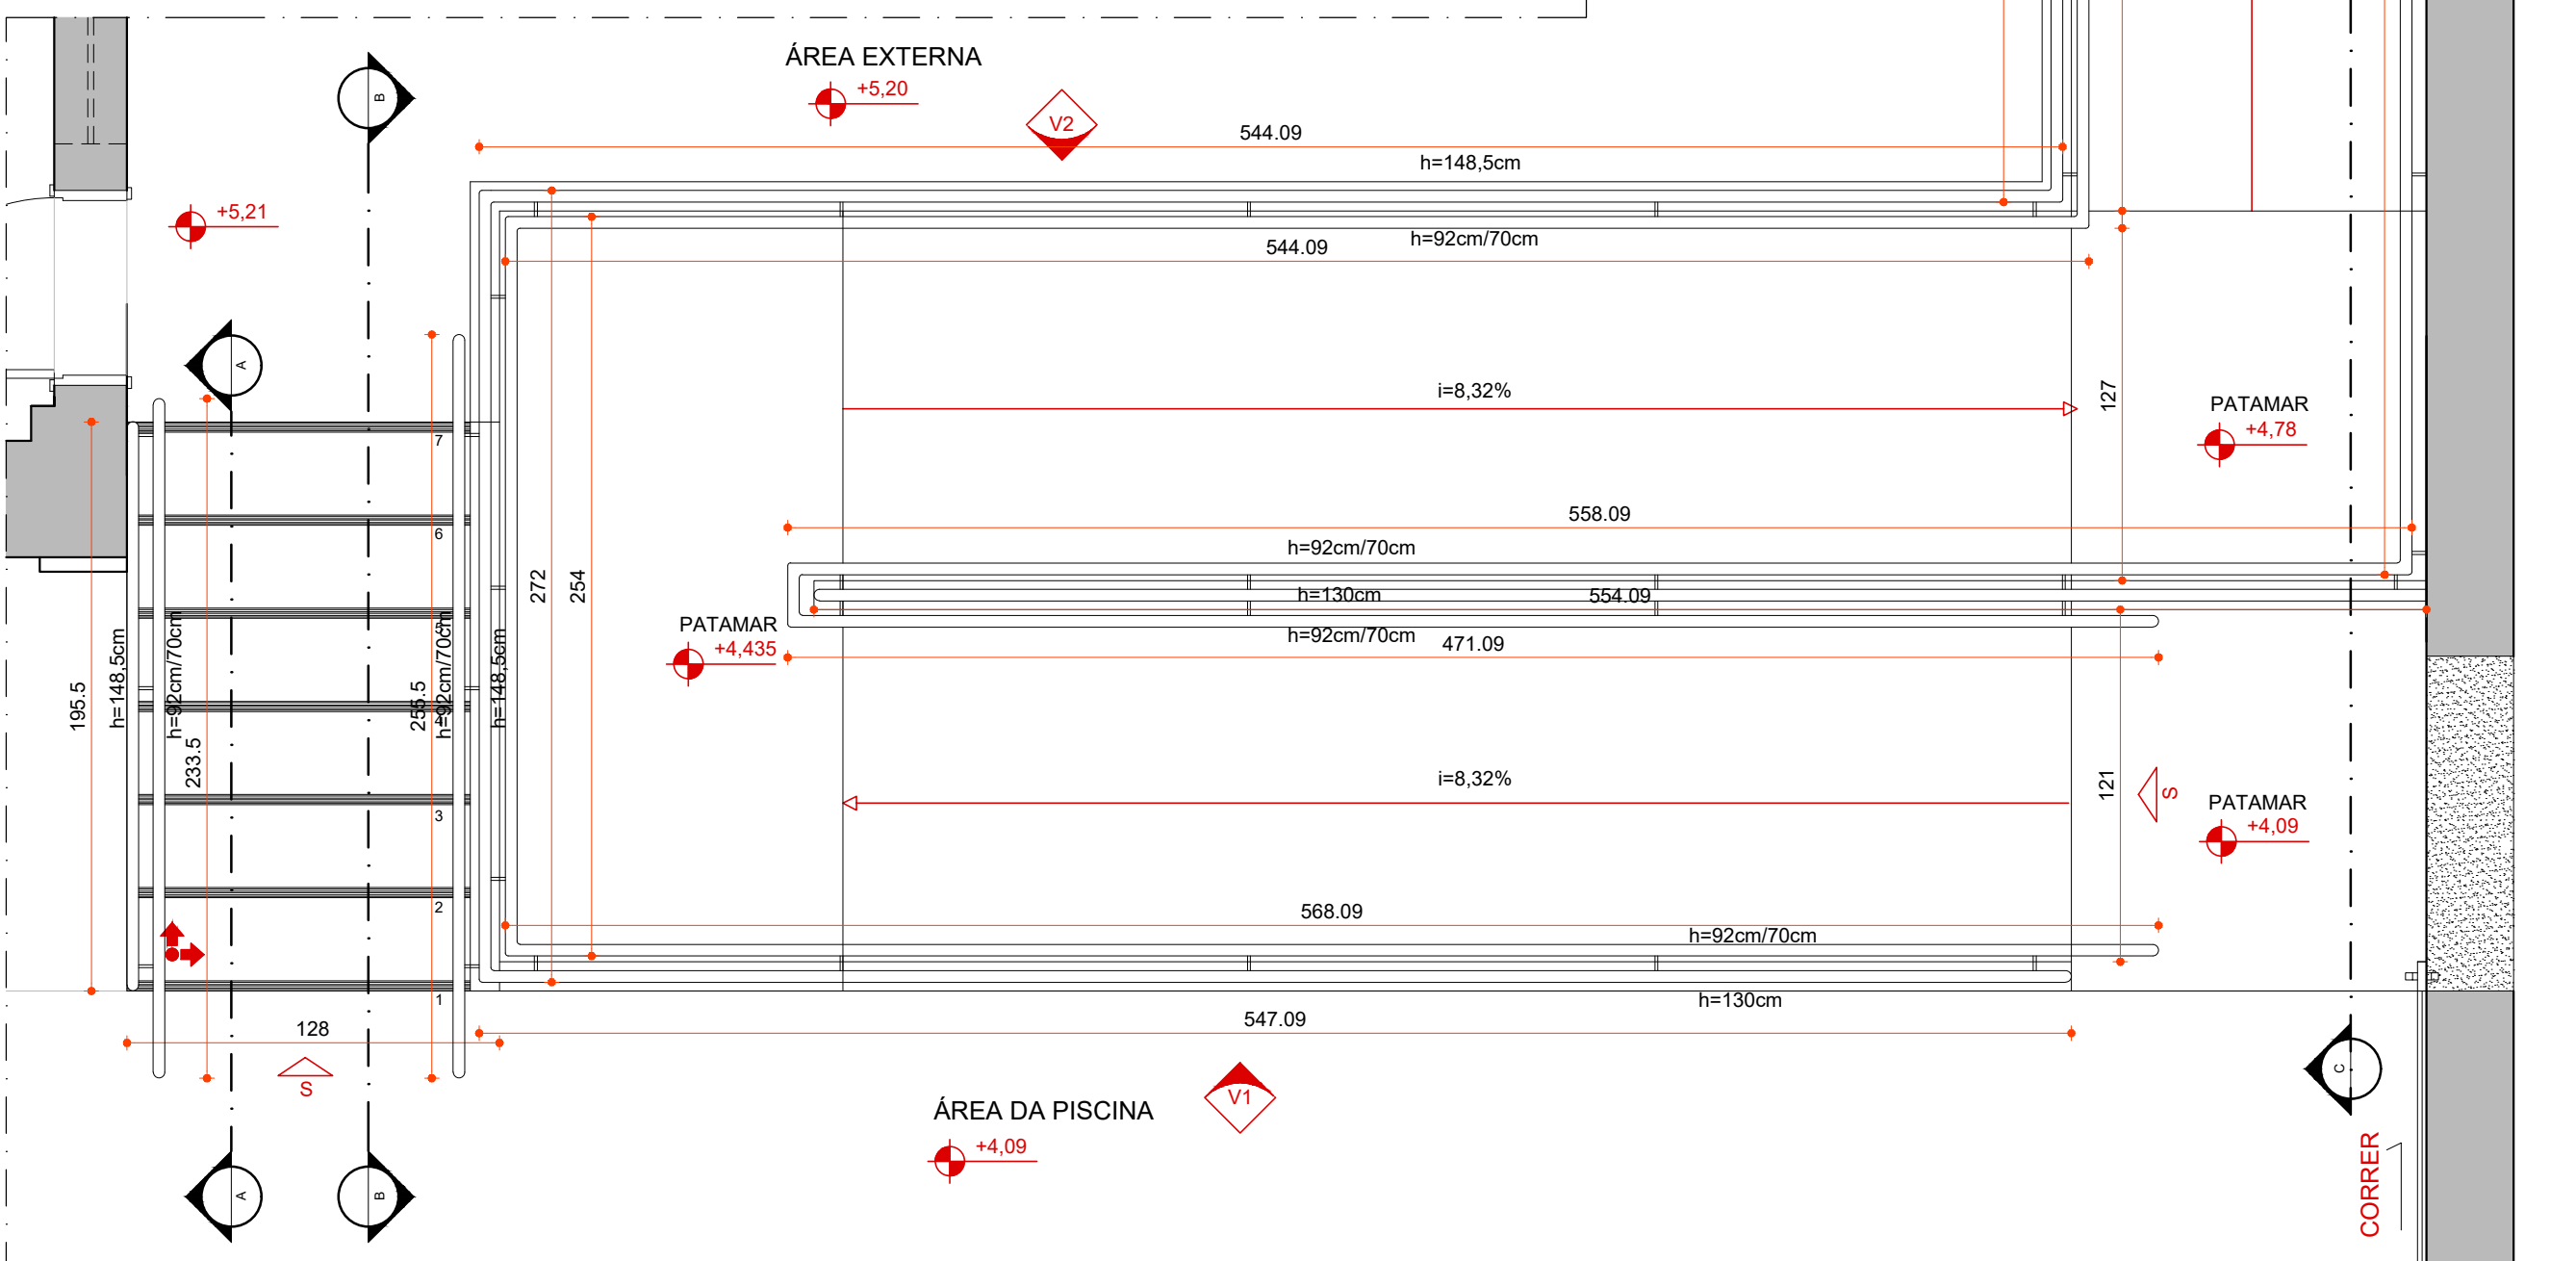 ÁREA EXTERNA
+5,20
B
V2
544.09
h=148,5cm
+5,21
h=92cm/70cm
544.09
A
i=8,32%
127
PATAMAR
+4,78
7
558.09
6
h=92cm/70cm
272
254
h=130cm
554.09
PATAMAR
+4,435
h=92cm/70cm
471.09
195.5
h=148,5cm
h=92cm/70cm
233.5
255.5
h=92cm/70cm
h=148,5cm
5
4
i=8,32%
121
S
PATAMAR
+4,09
3
2
568.09
h=92cm/70cm
1
h=130cm
128
547.09
S
V1
ÁREA DA PISCINA
+4,09
C
A
B
CORRER